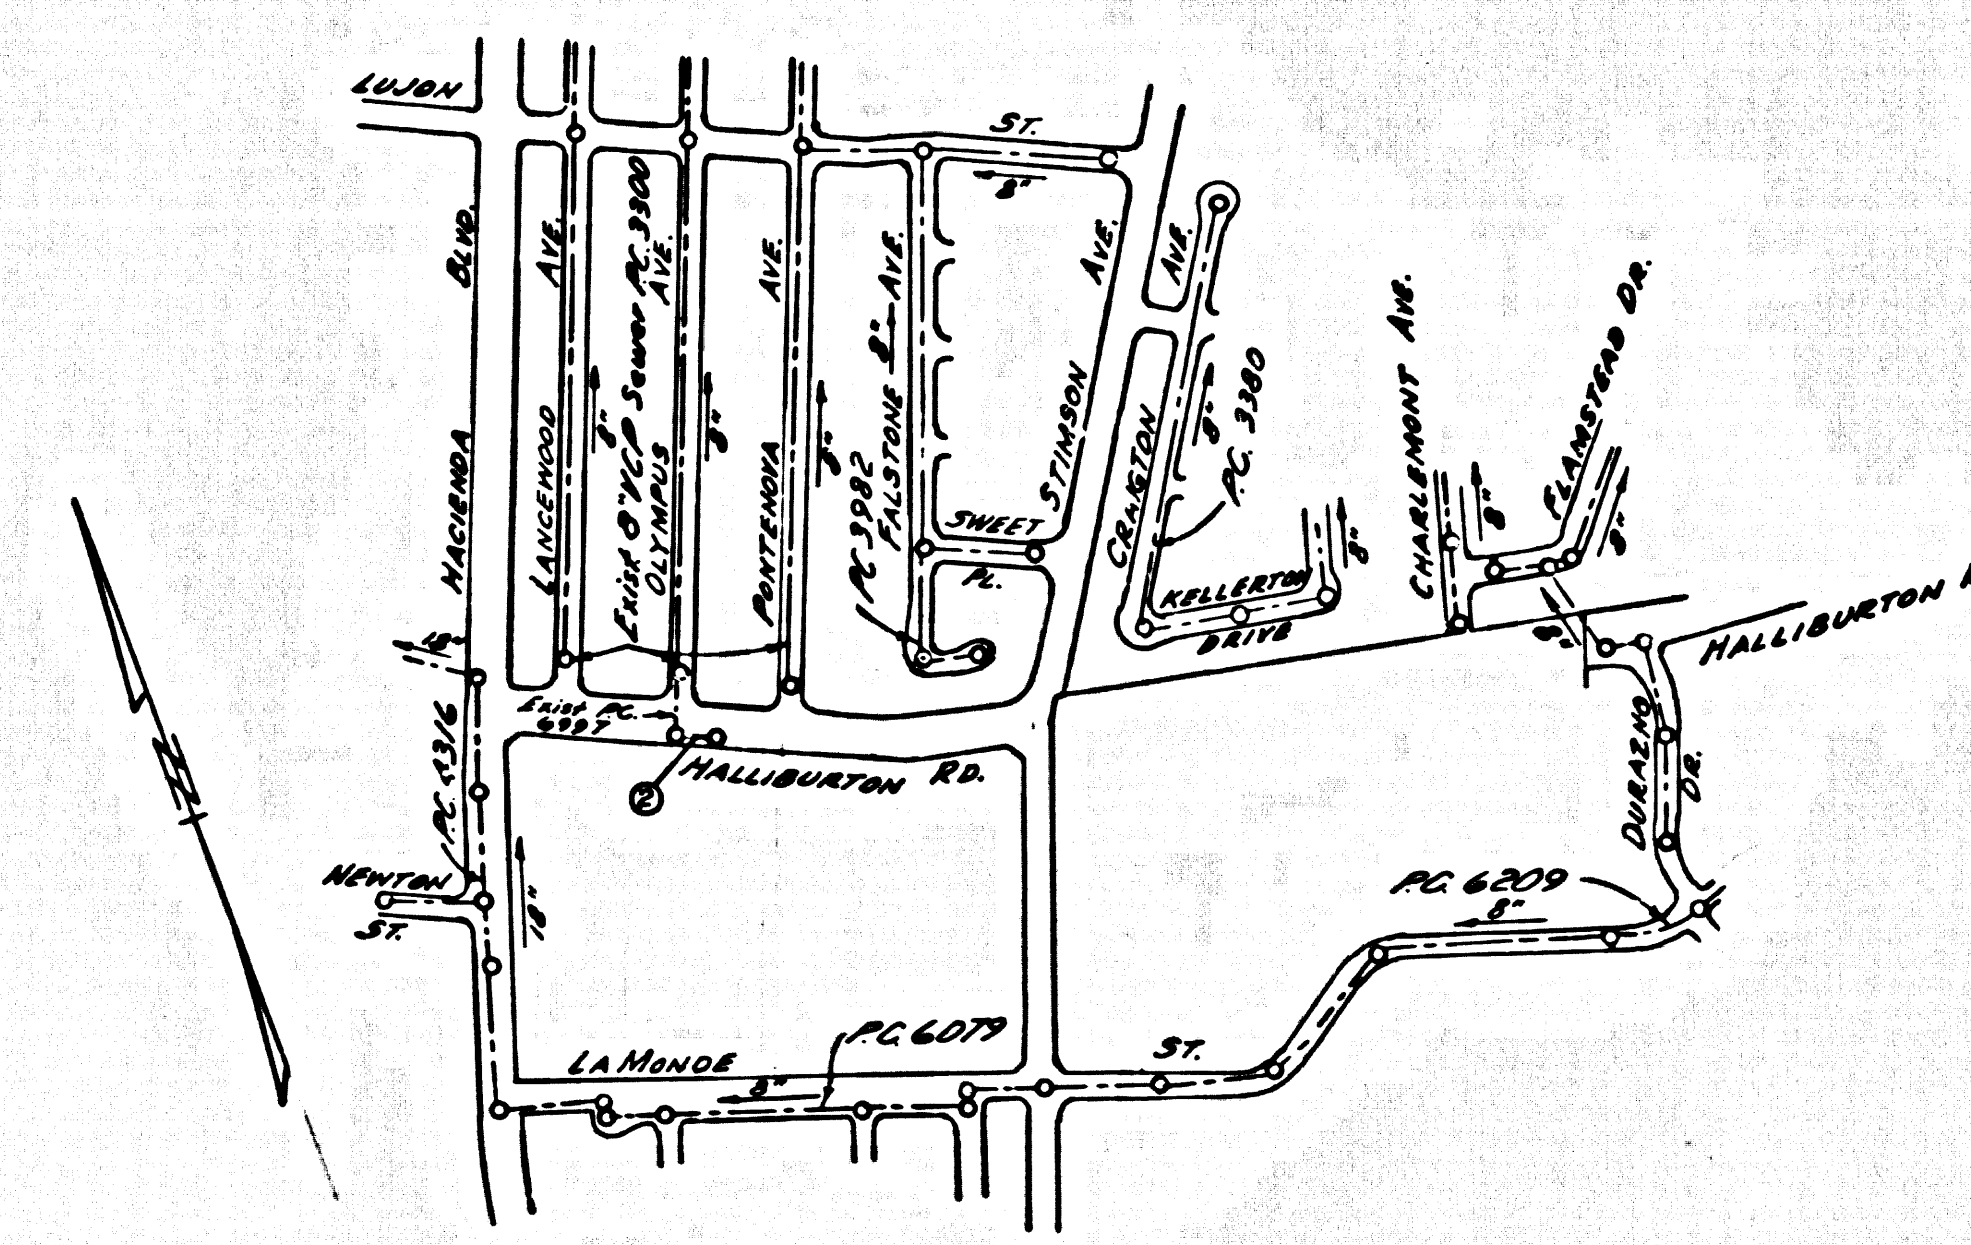 LUJON
ST.
HACIENDA BLVD.
LANCEWOOD AVE.
8"
Exist 8" VCP Sewer P.C. 3300
OLYMPUS AVE.
8"
PONTENOVA AVE.
8"
PC 3982
FALSTONE AVE.
8"
8"
STIMSON AVE.
SWEET
PL.
AVE.
8"
P.C. 3380
KELLERTON
DRIVE
8"
CHARLEMONT AVE.
8"
FLAMSTEAD DR.
8"
8"
HALLIBURTON
18"
Exist P.C.
6997
HALLIBURTON RD.
2
P.C. 4316
DURAZNO
DR.
NEWTON
ST.
18"
P.C. 6209
8"
P.C. 6079
LA MONDE
ST.
8"
N